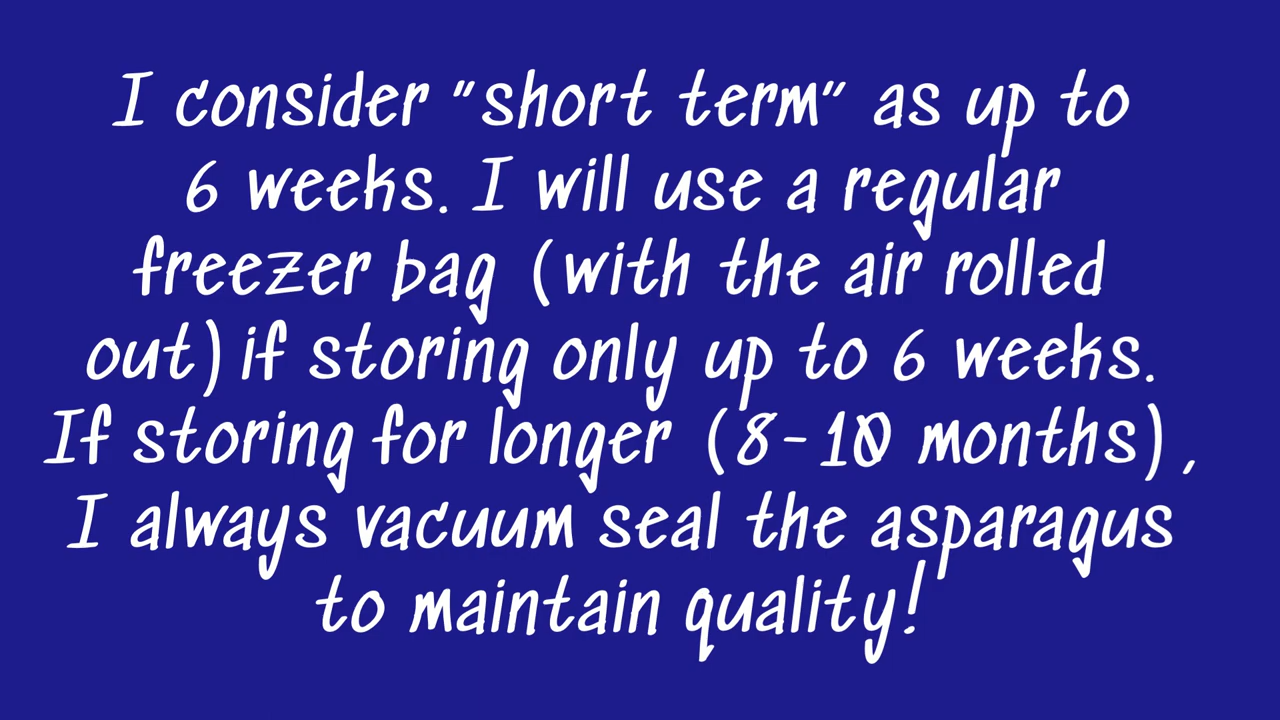 I consider "short term" as up to
6 weeks. I will use a regular
freezer bag (with the air rolled
out) if storing only up to 6 weeks.
If storing for longer (8-10 months),
I always vacuum seal the asparagus
to maintain quality!